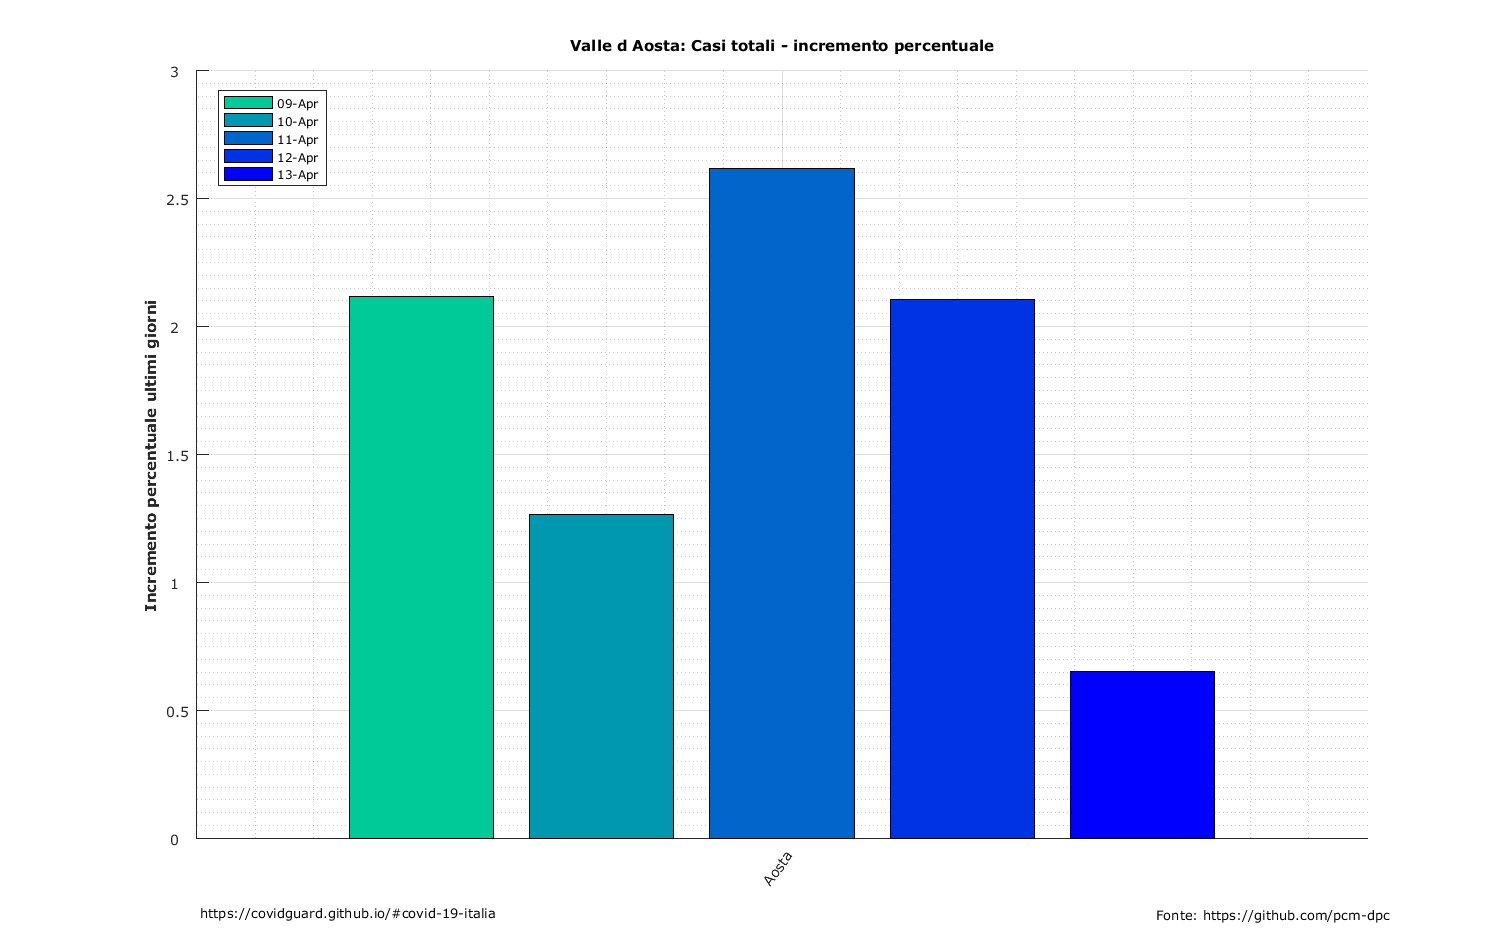 Valle d Aosta: Casi totali - incremento percentuale
3
2.5
2
1.5
1
0.5
0
09-Apr
10-Apr
11-Apr
12-Apr
13-Apr
Incremento percentuale ultimi giorni
Aosta
https://covidguard.github.io/#covid-19-italia
Fonte: https://github.com/pcm-dpc